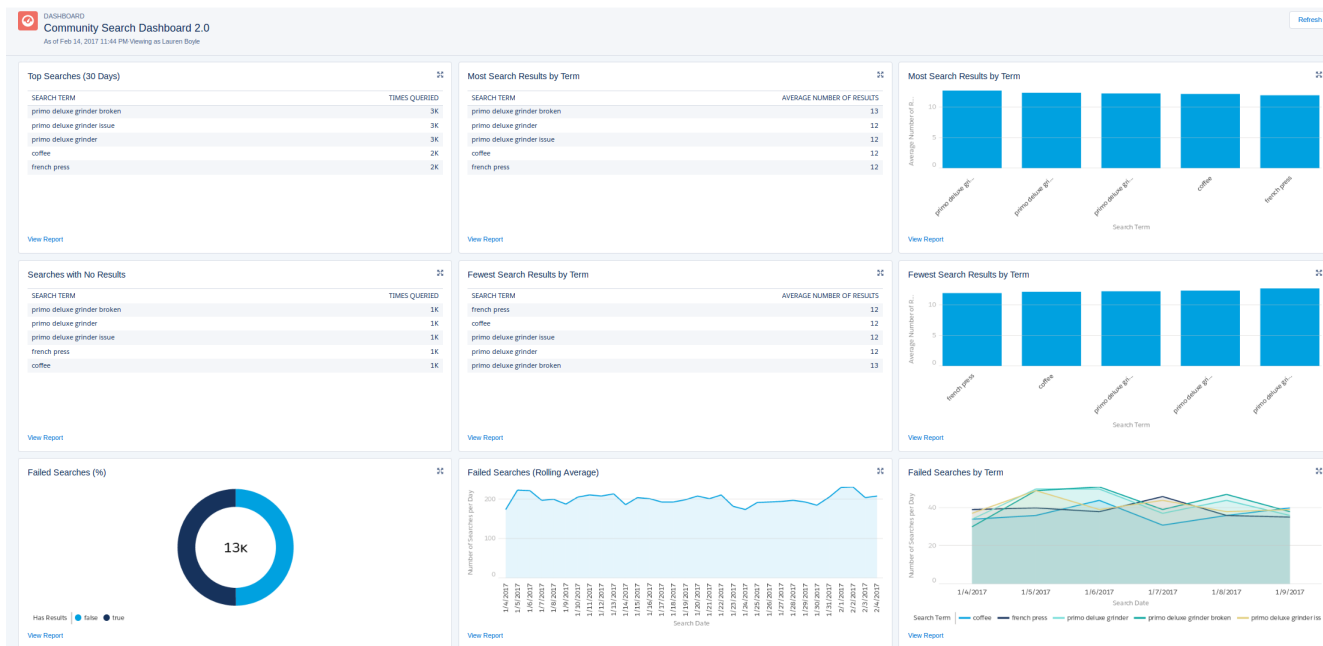 DASHBOARD
Community Search Dashboard 2.0
As of Feb 14, 2017 11:44 PM·Viewing as Lauren Boyle
Refresh
Top Searches (30 Days)
SEARCH TERM TIMES QUERIED
primo deluxe grinder broken 3K
primo deluxe grinder issue 3K
primo deluxe grinder 3K
coffee 2K
french press 2K
View Report
Most Search Results by Term
SEARCH TERM AVERAGE NUMBER OF RESULTS
primo deluxe grinder broken 13
primo deluxe grinder 12
primo deluxe grinder issue 12
coffee 12
french press 12
View Report
Most Search Results by Term
Average Number of R...
10
5
0
primo deluxe gri...
primo deluxe gri...
primo deluxe gri...
coffee
french press
Search Term
View Report
Searches with No Results
SEARCH TERM TIMES QUERIED
primo deluxe grinder broken 1K
primo deluxe grinder 1K
primo deluxe grinder issue 1K
french press 1K
coffee 1K
View Report
Fewest Search Results by Term
SEARCH TERM AVERAGE NUMBER OF RESULTS
french press 12
coffee 12
primo deluxe grinder issue 12
primo deluxe grinder 12
primo deluxe grinder broken 13
View Report
Fewest Search Results by Term
Average Number of R...
10
5
0
french press
coffee
primo deluxe gri...
primo deluxe gri...
primo deluxe gri...
Search Term
View Report
Failed Searches (%)
13K
Has Results false true
View Report
Failed Searches (Rolling Average)
Number of Searches per Day
200
100
0
1/4/2017
1/5/2017
1/6/2017
1/7/2017
1/8/2017
1/9/2017
1/10/2017
1/11/2017
1/12/2017
1/13/2017
1/14/2017
1/15/2017
1/16/2017
1/17/2017
1/18/2017
1/19/2017
1/20/2017
1/21/2017
1/22/2017
1/23/2017
1/24/2017
1/25/2017
1/26/2017
1/27/2017
1/28/2017
1/29/2017
1/30/2017
1/31/2017
2/1/2017
2/2/2017
2/3/2017
2/4/2017
Search Date
View Report
Failed Searches by Term
Number of Searches per Day
40
20
0
1/4/2017 1/5/2017 1/6/2017 1/7/2017 1/8/2017 1/9/2017
Search Date
Search Term coffee french press primo deluxe grinder primo deluxe grinder broken primo deluxe grinder iss
View Report